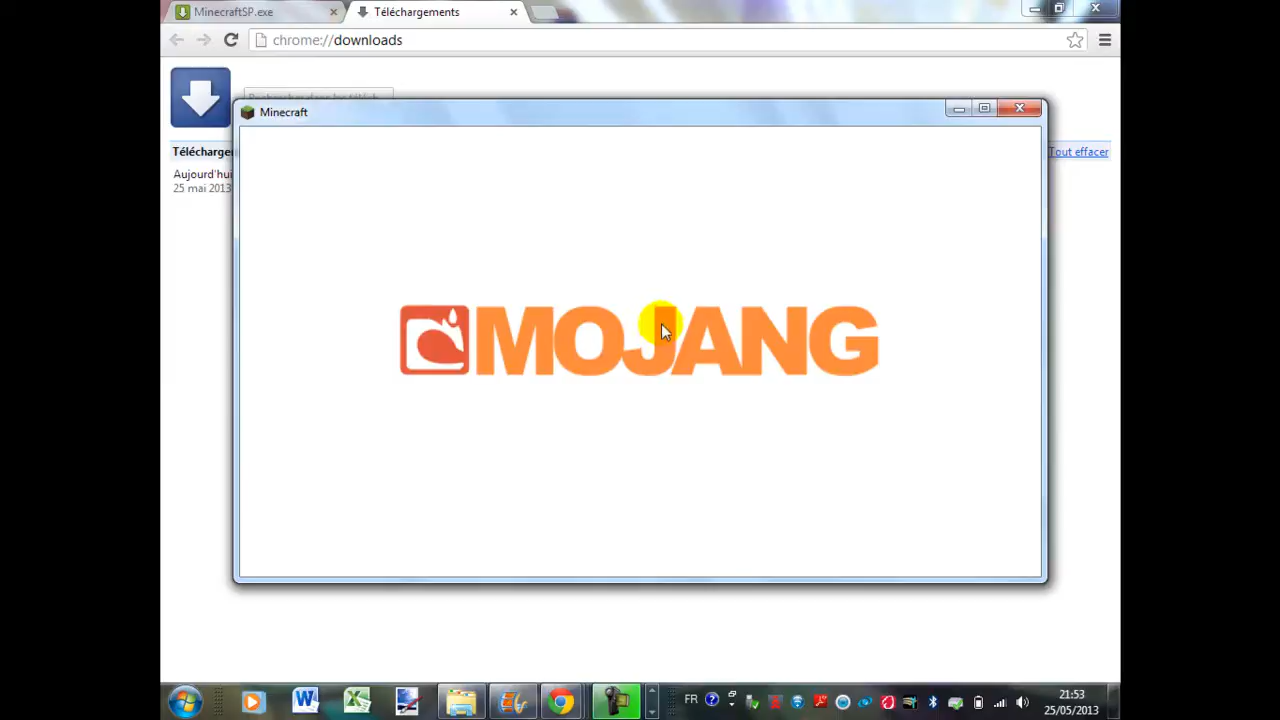 MinecraftSP.exe
Téléchargements
chrome://downloads
Minecraft
Télécharge
Tout effacer
Aujourd'hui
25 mai 2013
MOJANG
FR
21:53
25/05/2013